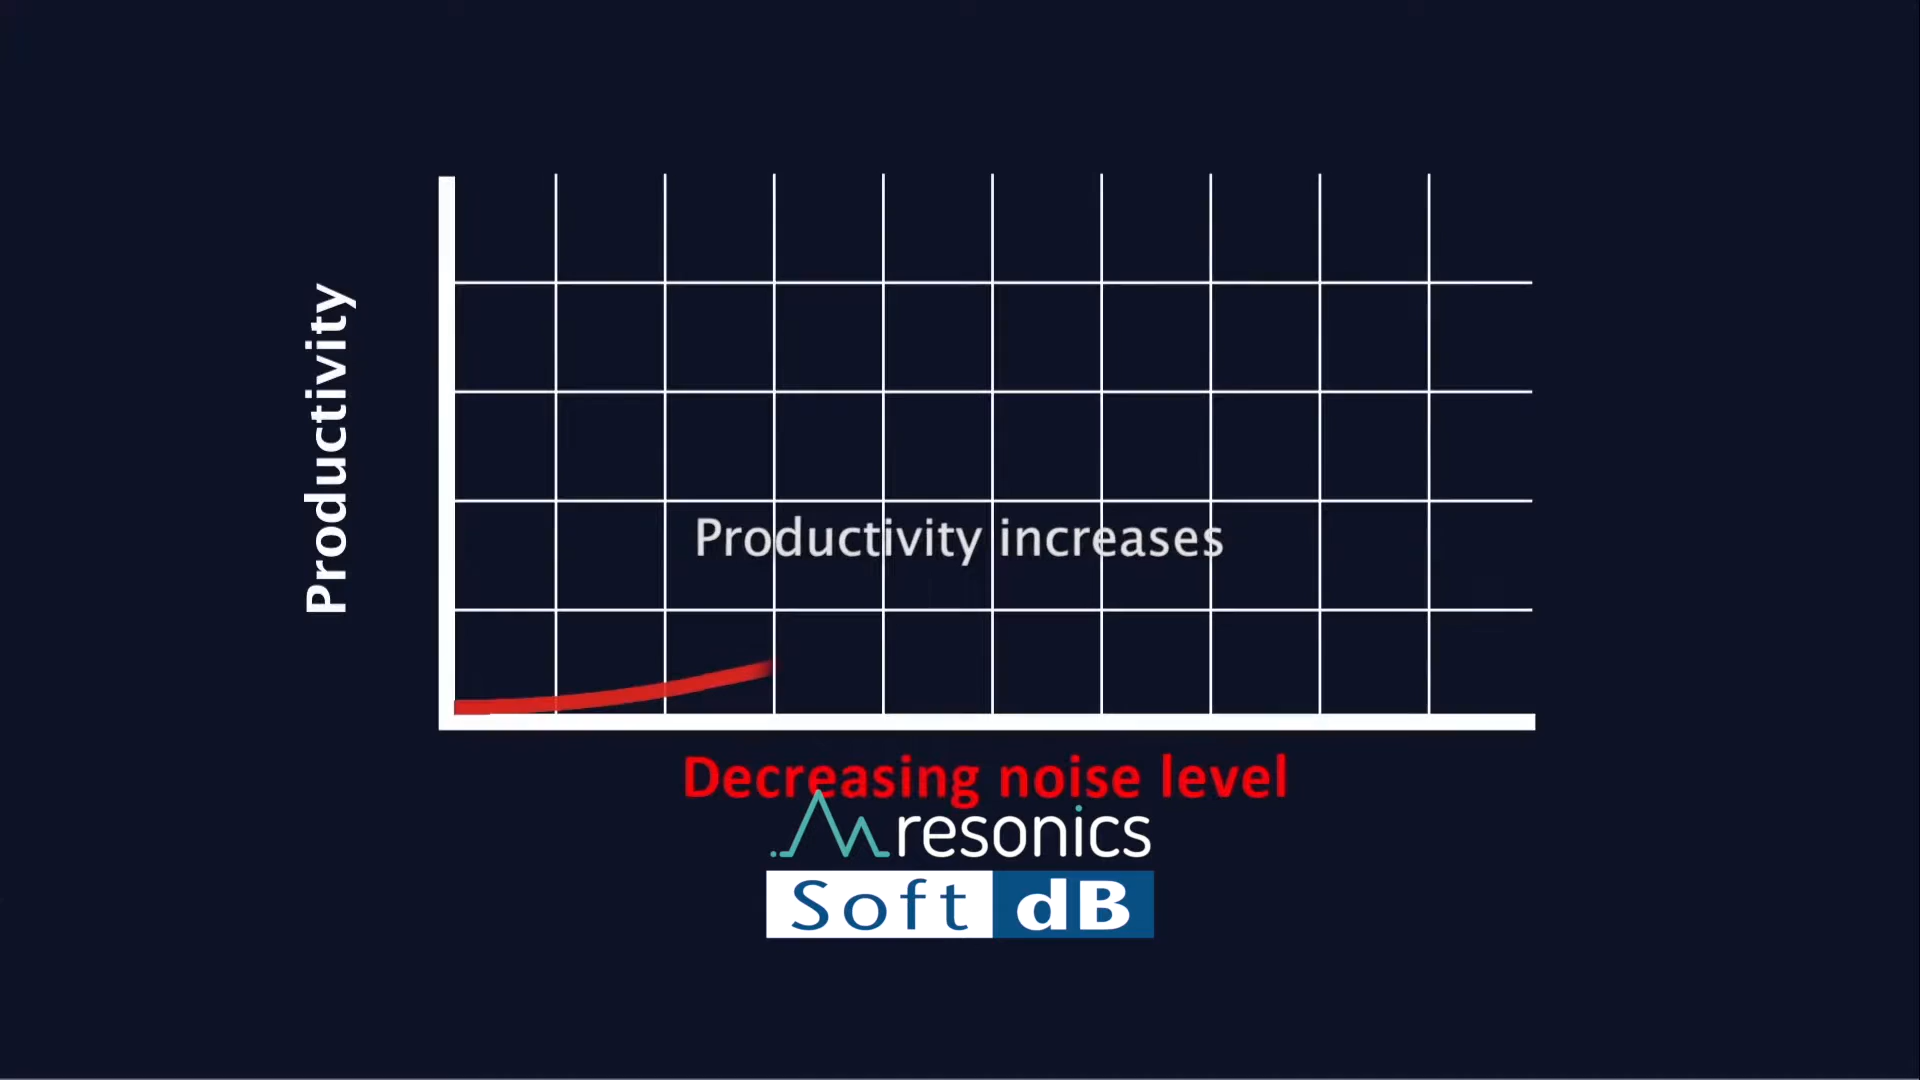 Productivity
Productivity increases
Decreasing noise level
resonics
Soft dB